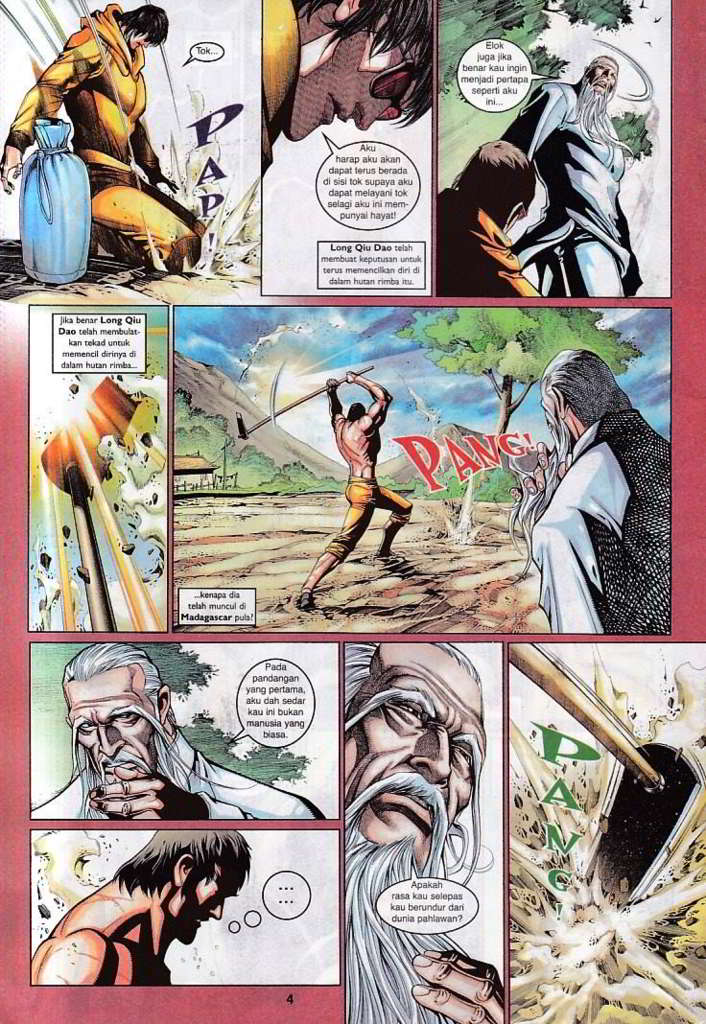 Tok...
PAP!
Aku
harap aku akan
dapat terus berada
di sisi tok supaya aku
dapat melayani tok
selagi aku ini mem-
punyai hayat!
Long Qiu Dao telah
membuat keputusan untuk
terus memencilkan diri di
dalam hutan rimba itu.
Elok
juga jika
benar kau ingin
menjadi pertapa
seperti aku
ini...
Jika benar Long Qiu
Dao telah membulat-
kan tekad untuk
memencil dirinya di
dalam hutan rimba...
PANG!
...kenapa dia
telah muncul di
Madagascar pula?
Pada
pandangan
yang pertama,
aku dah sedar
kau ini bukan
manusia yang
biasa.
...
...
Apakah
rasa kau selepas
kau berundur dari
dunia pahlawan?
PANG!
4